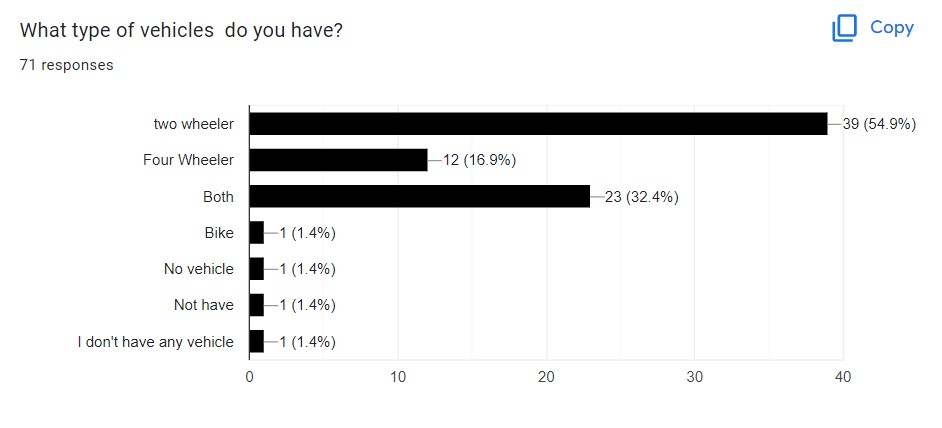 What type of vehicles  do you have?
Copy
71 responses
two wheeler 39 (54.9%)
Four Wheeler 12 (16.9%)
Both 23 (32.4%)
Bike 1 (1.4%)
No vehicle 1 (1.4%)
Not have 1 (1.4%)
I don't have any vehicle 1 (1.4%)
0 10 20 30 40